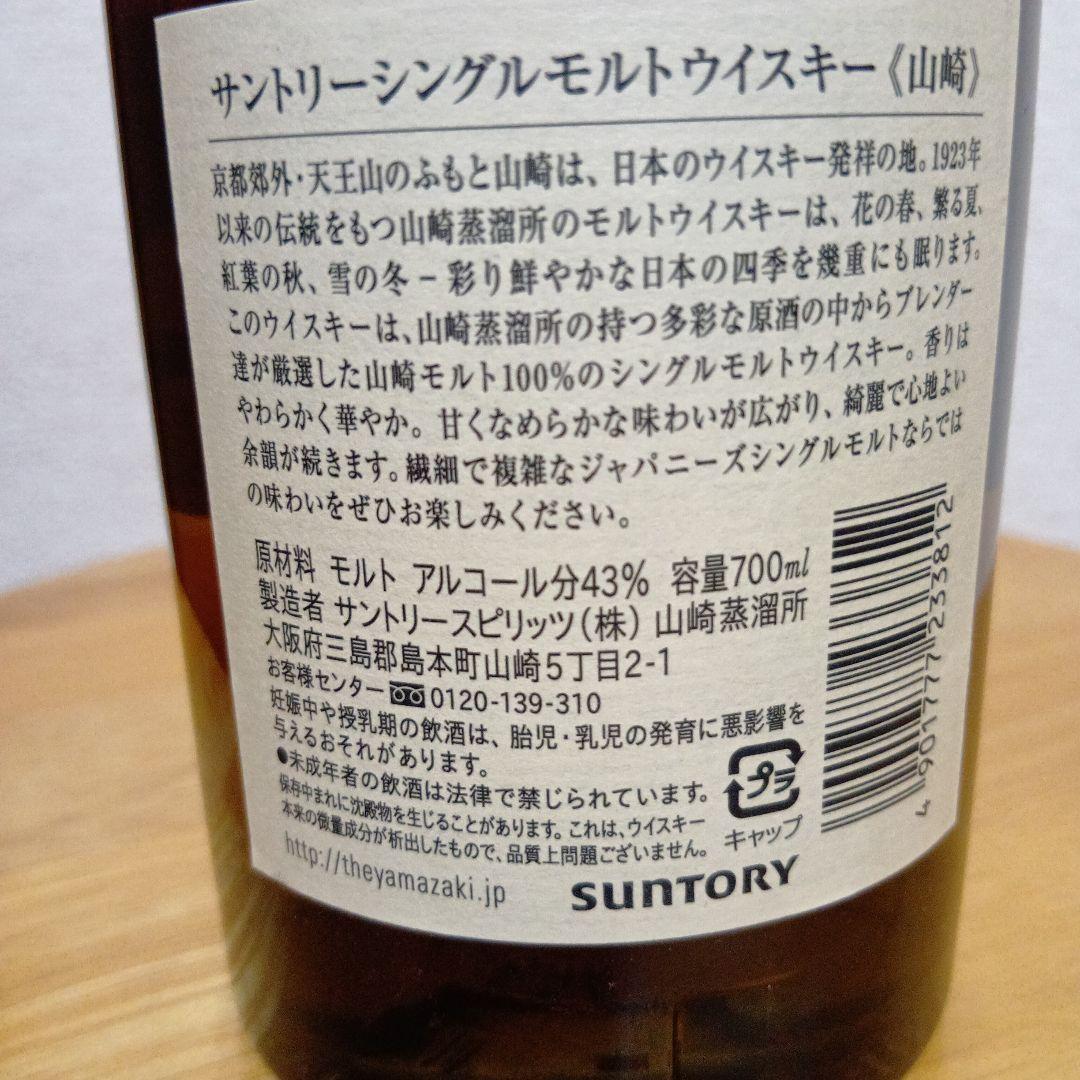 サントリーシングルモルトウイスキー《山崎》
京都郊外・天王山のふもと山崎は、日本のウイスキー発祥の地。1923年
以来の伝統をもつ山崎蒸溜所のモルトウイスキーは、花の春、繁る夏、
紅葉の秋、雪の冬－彩り鮮やかな日本の四季を幾重にも眠ります。
このウイスキーは、山崎蒸溜所の持つ多彩な原酒の中からブレンダー
達が厳選した山崎モルト100%のシングルモルトウイスキー。香りは
やわらかく華やか。甘くなめらかな味わいが広がり、綺麗で心地よい
余韻が続きます。繊細で複雑なジャパニーズシングルモルトならでは
の味わいをぜひお楽しみください。
原材料 モルト アルコール分43% 容量700ml
製造者 サントリースピリッツ(株) 山崎蒸溜所
大阪府三島郡島本町山崎5丁目2-1
お客様センター 0120-139-310
妊娠中や授乳期の飲酒は、胎児・乳児の発育に悪影響を
与えるおそれがあります。
●未成年者の飲酒は法律で禁じられています。
保存中まれに沈殿物を生じることがあります。これは、ウイスキー
本来の微量成分が析出したもので、品質上問題ございません。
http://theyamazaki.jp
プラ
キャップ
SUNTORY
4 901777 233812